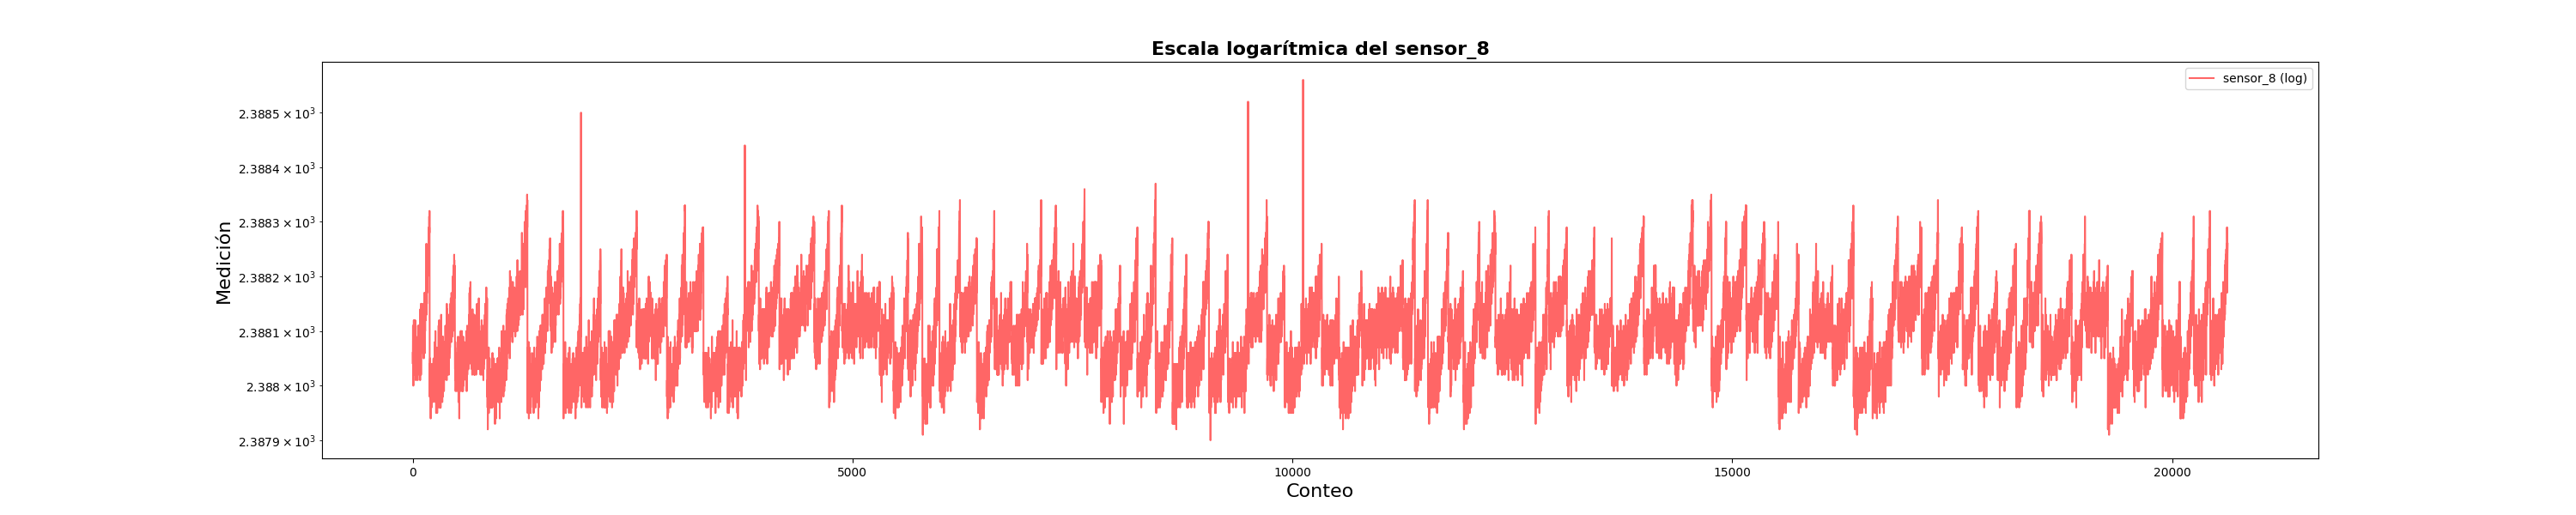 Escala logarítmica del sensor_8
sensor_8 (log)
Medición
2.3885 × 10³
2.3884 × 10³
2.3883 × 10³
2.3882 × 10³
2.3881 × 10³
2.388 × 10³
2.3879 × 10³
0 5000 10000 15000 20000
Conteo